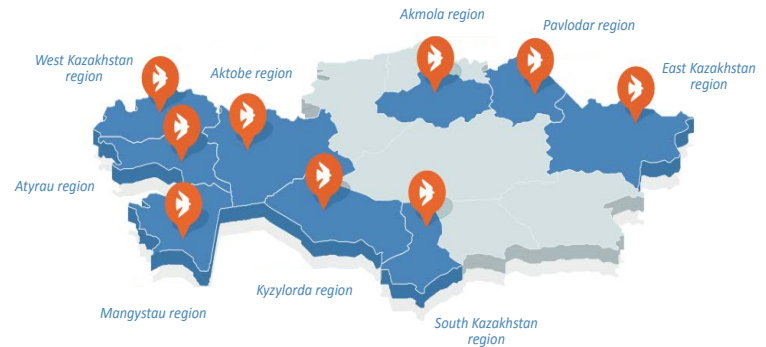 Akmola region
Pavlodar region
West Kazakhstan
region
Aktobe region
East Kazakhstan
region
Atyrau region
Kyzylorda region
Mangystau region
South Kazakhstan
region